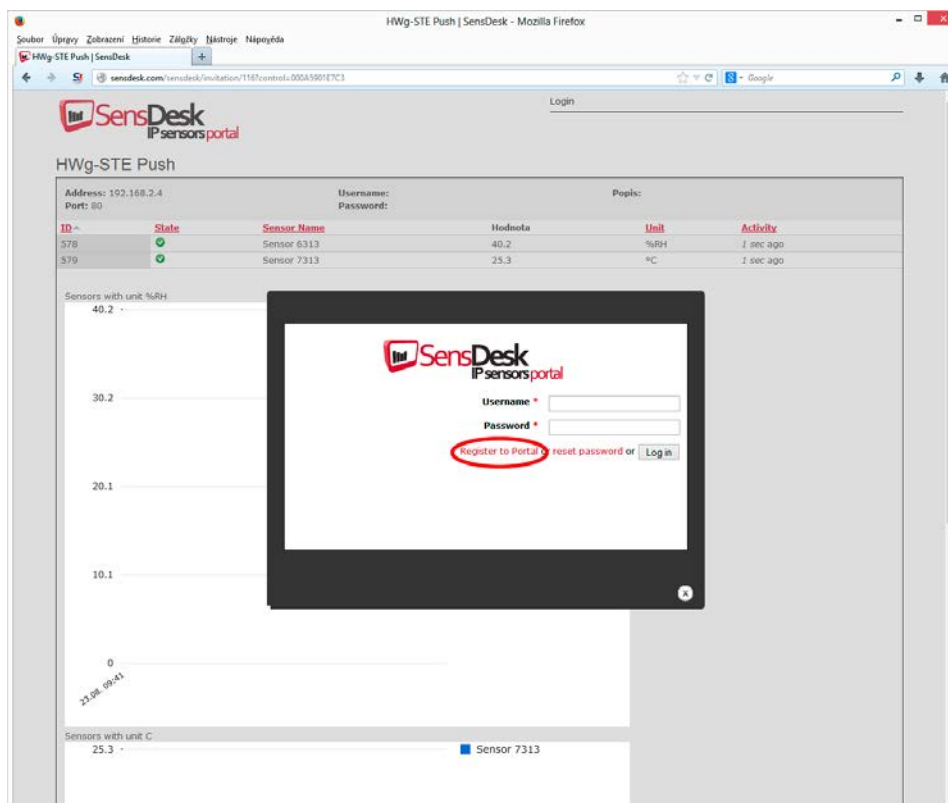 HWg-STE Push | SensDesk - Mozilla Firefox
Soubor Úpravy Zobrazení Historie Záložky Nástroje Nápověda
HWg-STE Push | SensDesk
sensdesk.com/sensdesk/invitation/116?control=000A5901E7C3
Google
SensDesk
IP sensors portal
Login
HWg-STE Push
Address: 192.168.2.4 Username: Popis:
Port: 80 Password:
ID State Sensor Name Hodnota Unit Activity
578 Sensor 6313 40.2 %RH 1 sec ago
579 Sensor 7313 25.3 °C 1 sec ago
Sensors with unit %RH
40.2
30.2
20.1
10.1
0
23.08. 09:41
SensDesk
IP sensors portal
Username *
Password *
Register to Portal or reset password or Log in
x
Sensors with unit C
25.3
Sensor 7313